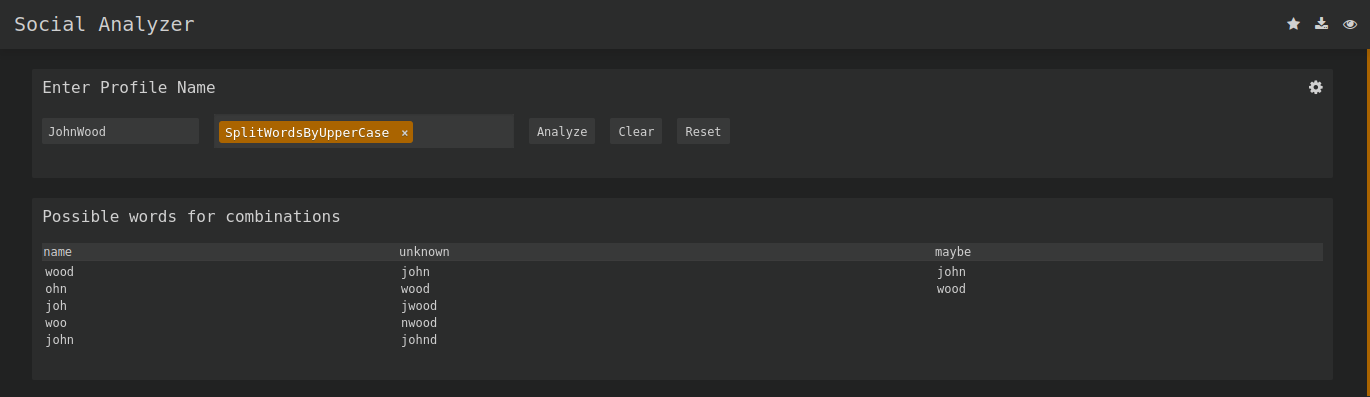 Social Analyzer
Enter Profile Name
JohnWood SplitWordsByUpperCase × Analyze Clear Reset
Possible words for combinations
name unknown maybe
wood john john
ohn wood wood
joh jwood
woo nwood
john johnd